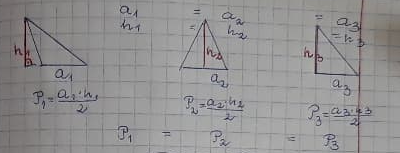 a₁ = a₂ = a₃
h₁ = h₂ = h₃
h h₂ h₃
a₁ a₂ a₃
P₁ = a₁·h₁/2 P₂ = a₂·h₂/2 P₃ = a₃·h₃/2
P₁ = P₂ = P₃